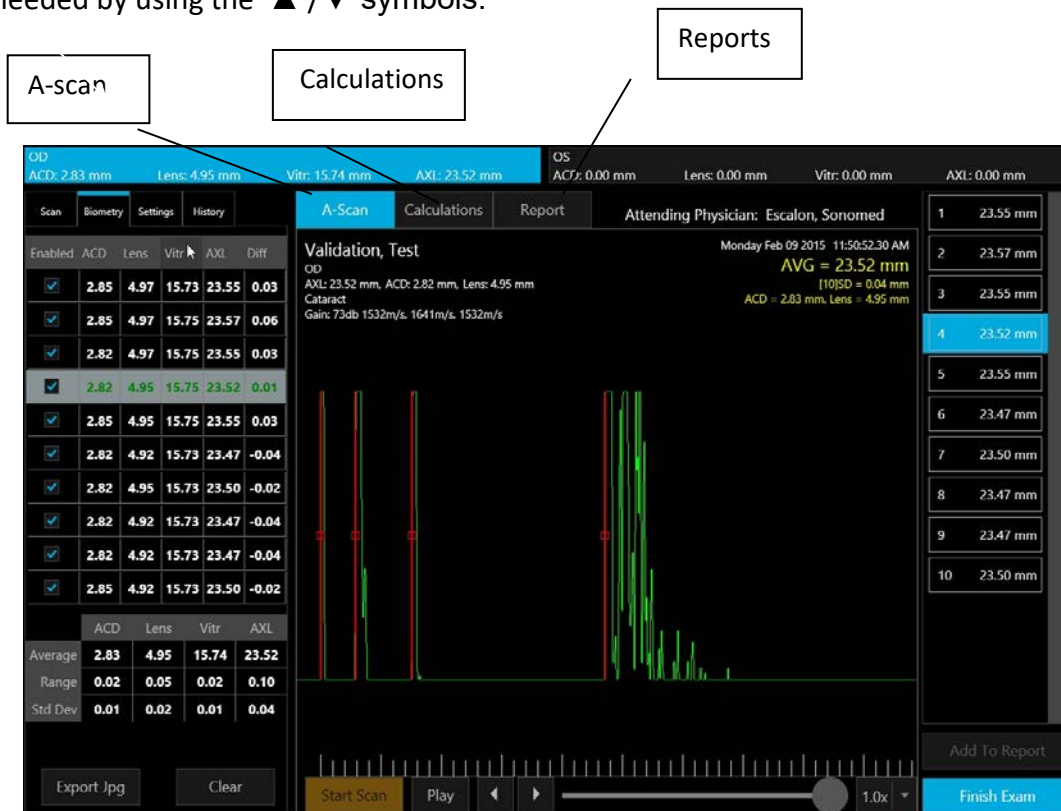 needed by using the ▲ /▼ symbols.
Reports
A-scan
Calculations
OD
ACD: 2.83 mm Lens: 4.95 mm Vitr: 15.74 mm AXL: 23.52 mm
OS
ACD: 0.00 mm Lens: 0.00 mm Vitr: 0.00 mm AXL: 0.00 mm
Scan Biometry Settings History
A-Scan Calculations Report
Attending Physician: Escalon, Sonomed
Enabled ACD Lens Vitr AXL Diff
2.85 4.97 15.73 23.55 0.03
2.85 4.97 15.75 23.57 0.06
2.82 4.97 15.75 23.55 0.03
2.82 4.95 15.75 23.52 0.01
2.85 4.95 15.75 23.55 0.03
2.82 4.92 15.73 23.47 -0.04
2.82 4.95 15.73 23.50 -0.02
2.82 4.92 15.73 23.47 -0.04
2.82 4.92 15.73 23.47 -0.04
2.85 4.92 15.73 23.50 -0.02
ACD Lens Vitr AXL
Average 2.83 4.95 15.74 23.52
Range 0.02 0.05 0.02 0.10
Std Dev 0.01 0.02 0.01 0.04
Export Jpg Clear
Validation, Test
OD
AXL: 23.52 mm, ACD: 2.82 mm, Lens: 4.95 mm
Cataract
Gain: 73db 1532m/s. 1641m/s. 1532m/s
Monday Feb 09 2015 11:50:52.30 AM
AVG = 23.52 mm
[10]SD = 0.04 mm
ACD = 2.83 mm, Lens = 4.95 mm
Start Scan Play 1.0x
1 23.55 mm
2 23.57 mm
3 23.55 mm
4 23.52 mm
5 23.55 mm
6 23.47 mm
7 23.50 mm
8 23.47 mm
9 23.47 mm
10 23.50 mm
Add To Report
Finish Exam